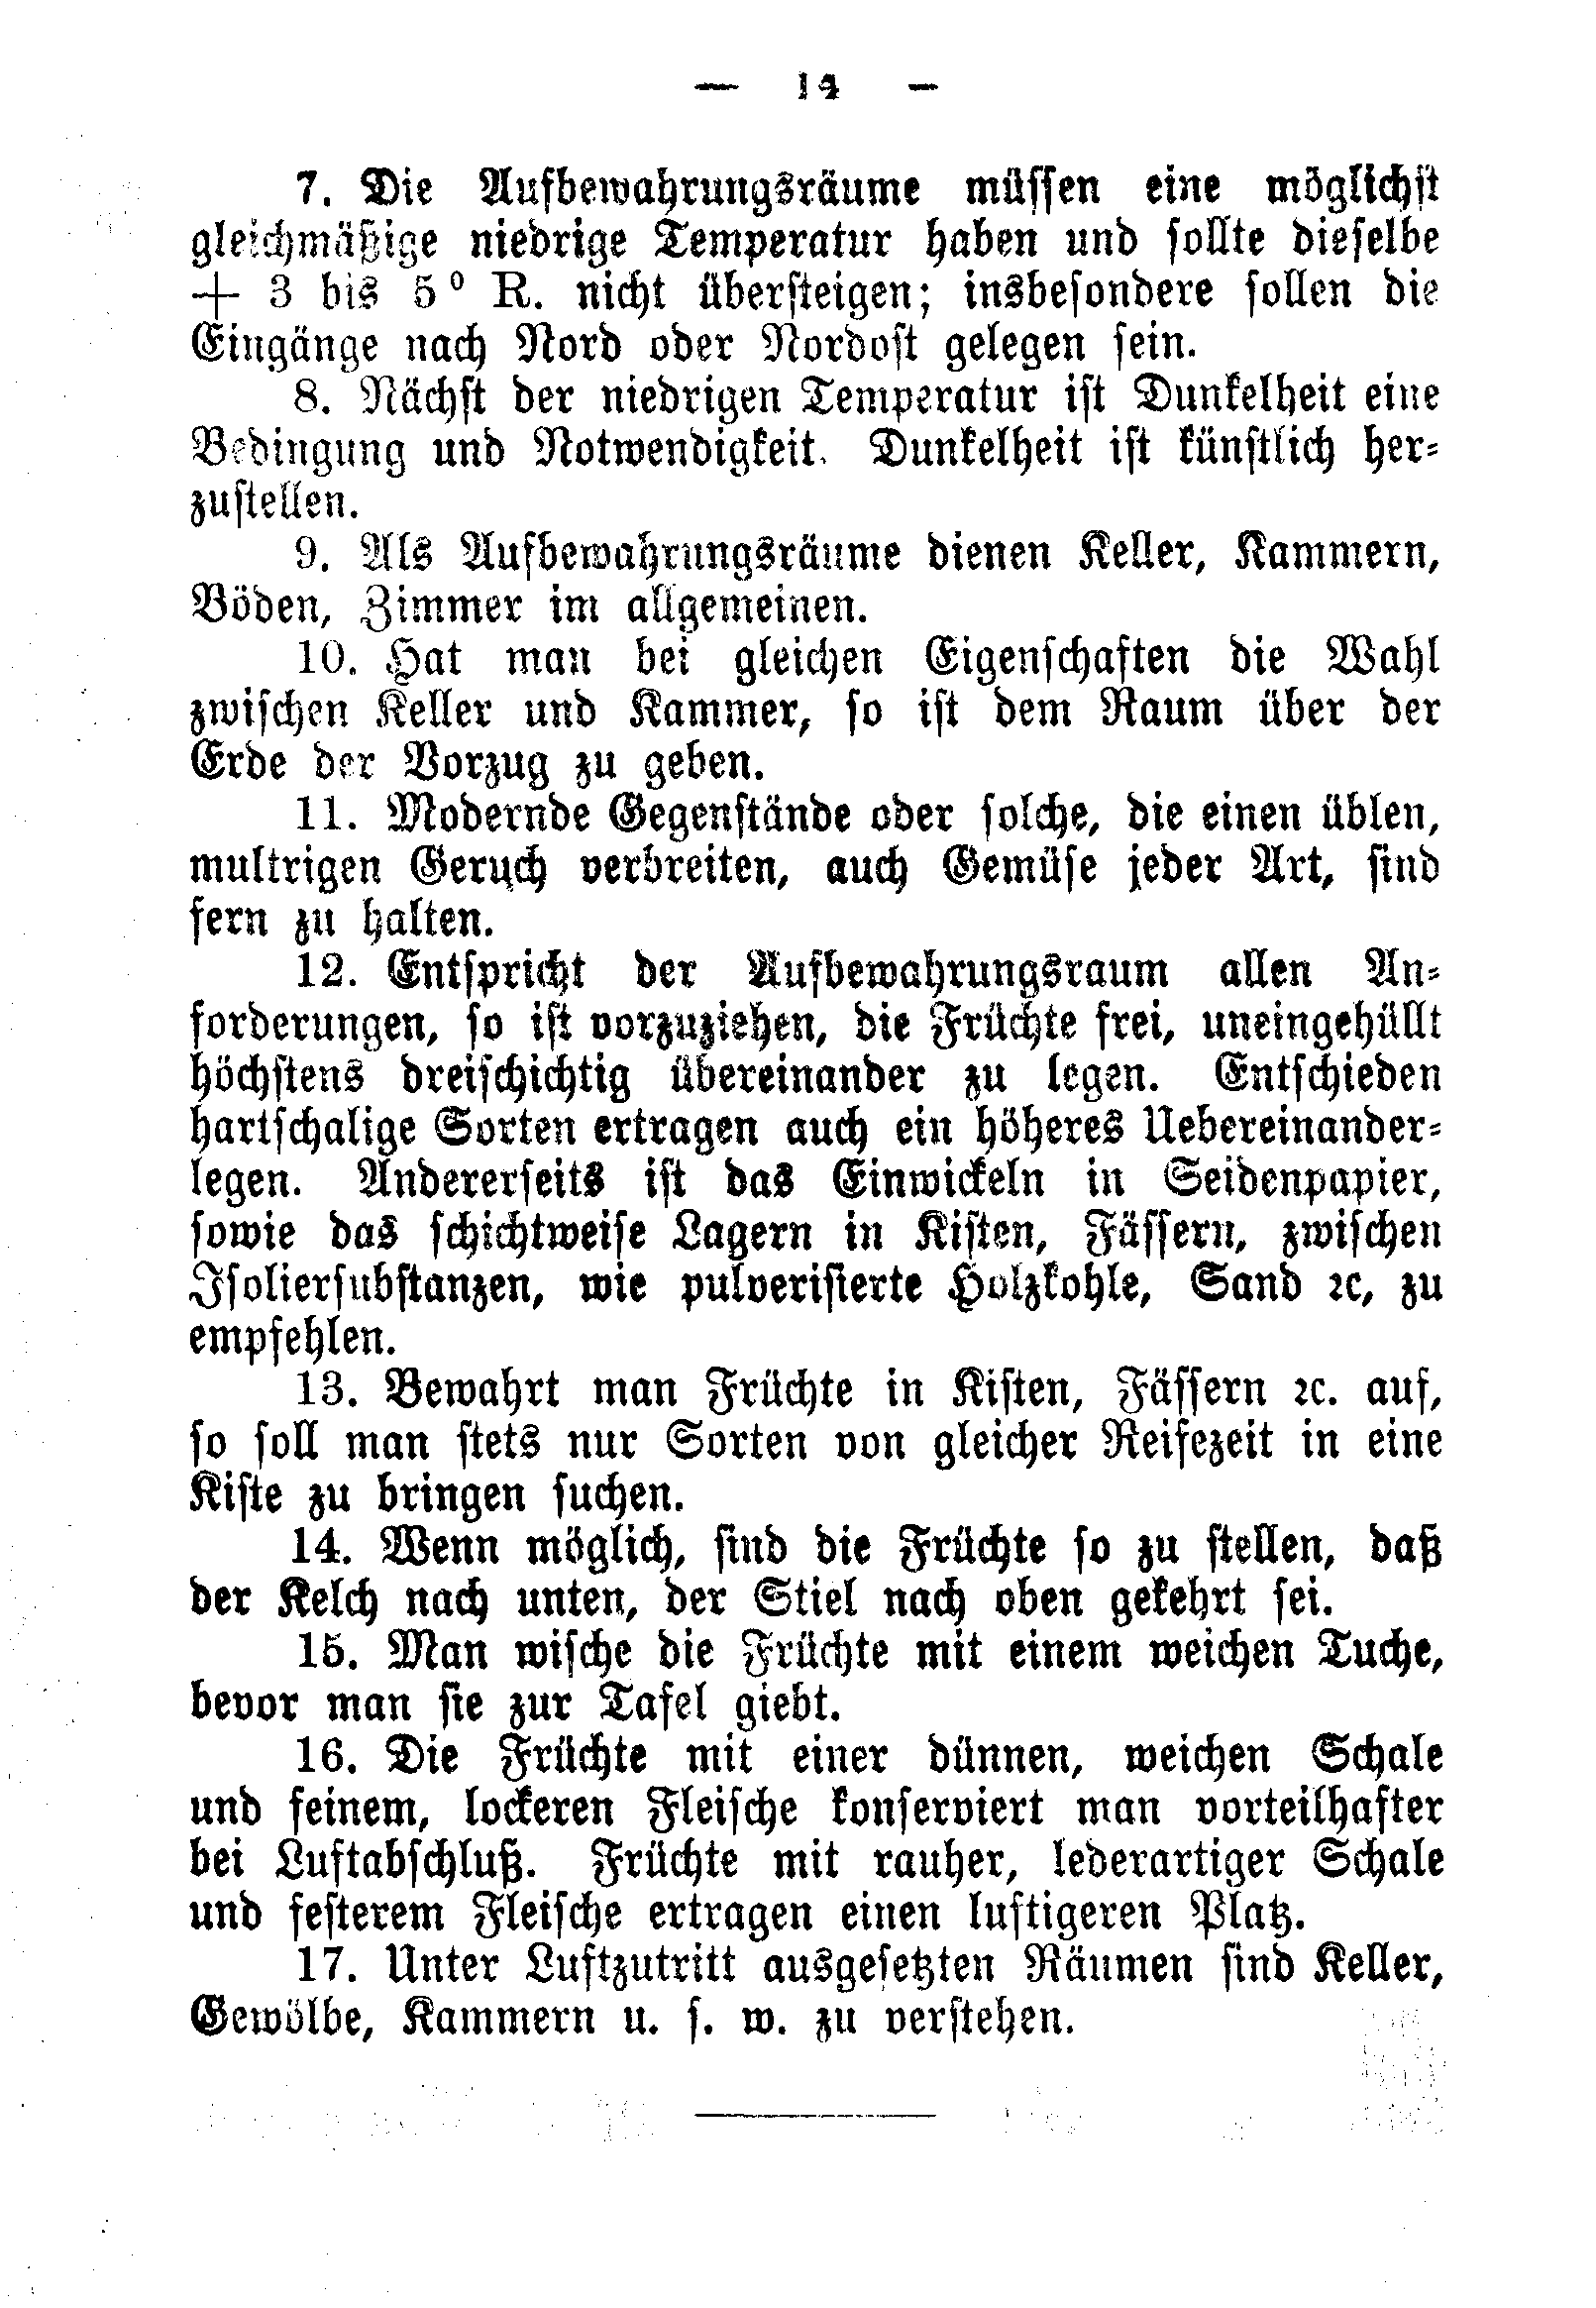 — 14 —
7. Die Aufbewahrungsräume müssen eine möglichst
gleichmäßige niedrige Temperatur haben und sollte dieselbe
+ 3 bis 5° R. nicht übersteigen; insbesondere sollen die
Eingänge nach Nord oder Nordost gelegen sein.
8. Nächst der niedrigen Temperatur ist Dunkelheit eine
Bedingung und Notwendigkeit. Dunkelheit ist künstlich her-
zustellen.
9. Als Aufbewahrungsräume dienen Keller, Kammern,
Böden, Zimmer im allgemeinen.
10. Hat man bei gleichen Eigenschaften die Wahl
zwischen Keller und Kammer, so ist dem Raum über der
Erde der Vorzug zu geben.
11. Modernde Gegenstände oder solche, die einen üblen,
multrigen Geruch verbreiten, auch Gemüse jeder Art, sind
fern zu halten.
12. Entspricht der Aufbewahrungsraum allen An-
forderungen, so ist vorzuziehen, die Früchte frei, uneingehüllt
höchstens dreischichtig übereinander zu legen. Entschieden
hartschalige Sorten ertragen auch ein höheres Uebereinander-
legen. Andererseits ist das Einwickeln in Seidenpapier,
sowie das schichtweise Lagern in Kisten, Fässern, zwischen
Isoliersubstanzen, wie pulverisierte Holzkohle, Sand ꝛc, zu
empfehlen.
13. Bewahrt man Früchte in Kisten, Fässern ꝛc. auf,
so soll man stets nur Sorten von gleicher Reifezeit in eine
Kiste zu bringen suchen.
14. Wenn möglich, sind die Früchte so zu stellen, daß
der Kelch nach unten, der Stiel nach oben gekehrt sei.
15. Man wische die Früchte mit einem weichen Tuche,
bevor man sie zur Tafel giebt.
16. Die Früchte mit einer dünnen, weichen Schale
und feinem, lockeren Fleische konserviert man vorteilhafter
bei Luftabschluß. Früchte mit rauher, lederartiger Schale
und festerem Fleische ertragen einen luftigeren Platz.
17. Unter Luftzutritt ausgesetzten Räumen sind Keller,
Gewölbe, Kammern u. s. w. zu verstehen.